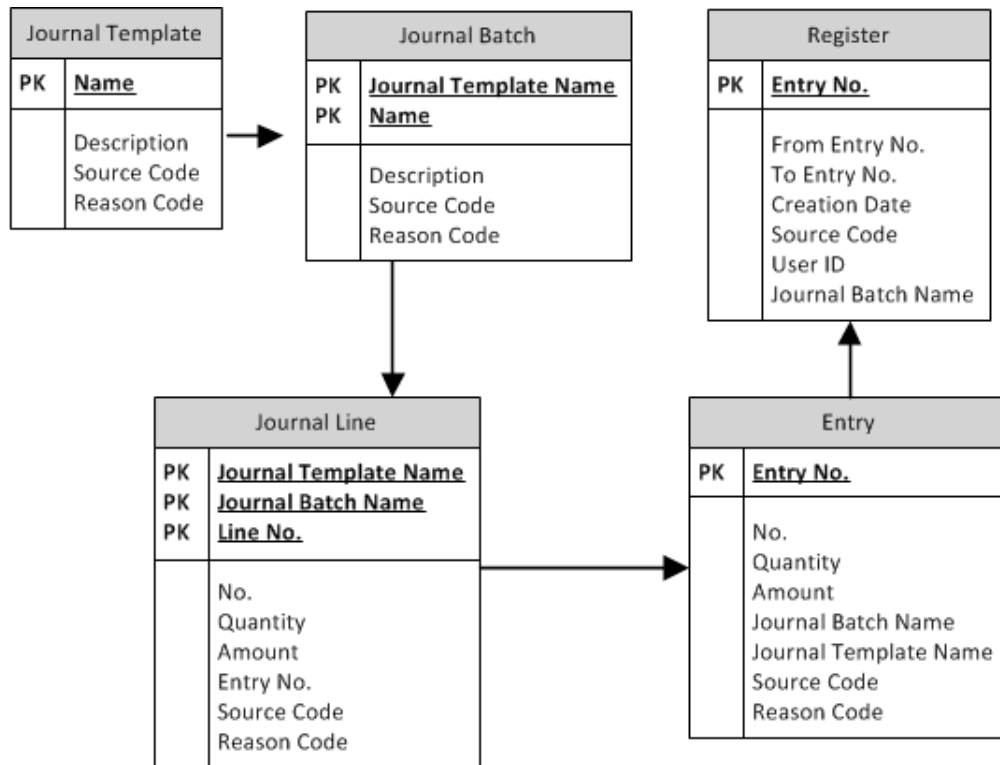 Journal Template
PK Name
Description
Source Code
Reason Code
Journal Batch
PK Journal Template Name
PK Name
Description
Source Code
Reason Code
Register
PK Entry No.
From Entry No.
To Entry No.
Creation Date
Source Code
User ID
Journal Batch Name
Journal Line
PK Journal Template Name
PK Journal Batch Name
PK Line No.
No.
Quantity
Amount
Entry No.
Source Code
Reason Code
Entry
PK Entry No.
No.
Quantity
Amount
Journal Batch Name
Journal Template Name
Source Code
Reason Code